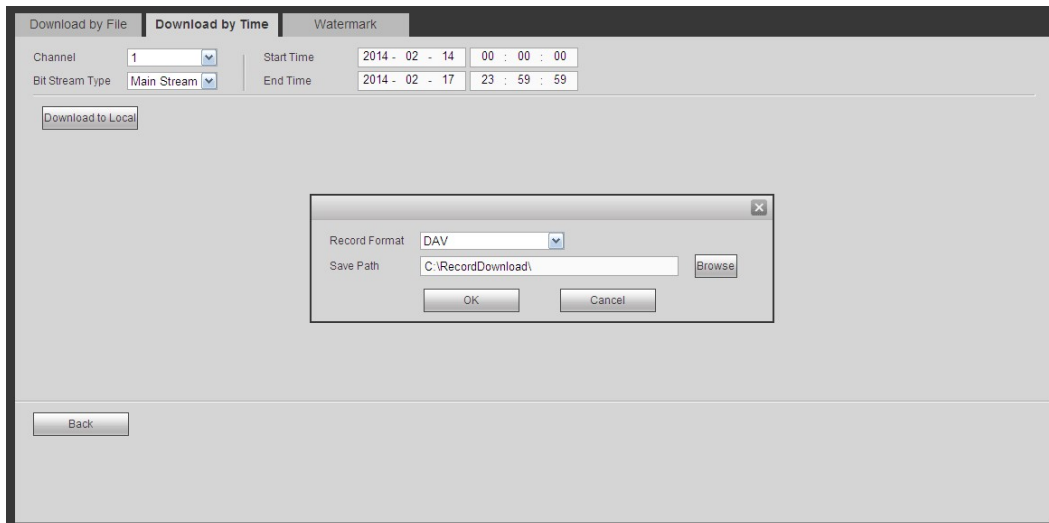 Download by File Download by Time Watermark
Channel 1 Start Time 2014 - 02 - 14 00 : 00 : 00
Bit Stream Type Main Stream End Time 2014 - 02 - 17 23 : 59 : 59
Download to Local
Record Format DAV
Save Path C:\RecordDownload\ Browse
OK Cancel
Back